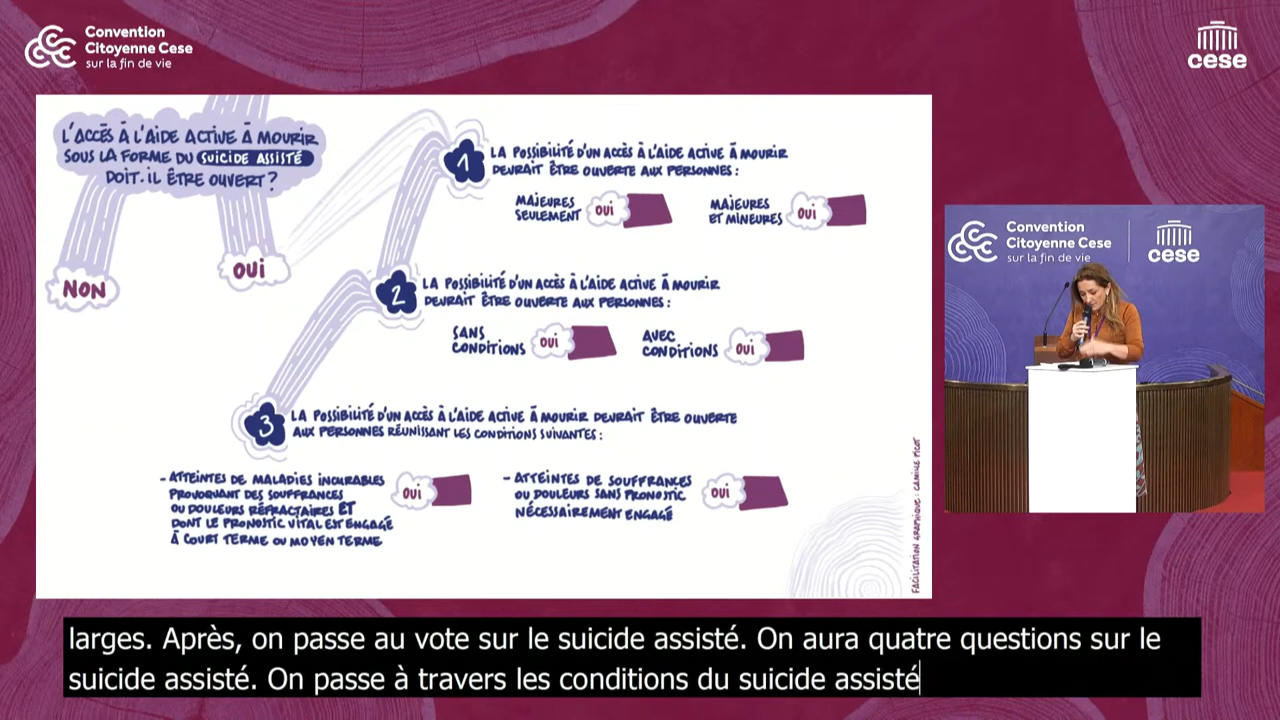 Convention
Citoyenne Cese
sur la fin de vie
cese
L'ACCÈS À L'AIDE ACTIVE À MOURIR
SOUS LA FORME DU SUICIDE ASSISTÉ
DOIT-IL ÊTRE OUVERT ?
NON
OUI
1
LA POSSIBILITÉ D'UN ACCÈS À L'AIDE ACTIVE À MOURIR
DEVRAIT ÊTRE OUVERTE AUX PERSONNES :
MAJEURES
SEULEMENT
OUI
MAJEURES
ET MINEURES
OUI
2
LA POSSIBILITÉ D'UN ACCÈS À L'AIDE ACTIVE À MOURIR
DEVRAIT ÊTRE OUVERTE AUX PERSONNES :
SANS
CONDITIONS
OUI
AVEC
CONDITIONS
OUI
3
LA POSSIBILITÉ D'UN ACCÈS À L'AIDE ACTIVE À MOURIR DEVRAIT ÊTRE OUVERTE
AUX PERSONNES RÉUNISSANT LES CONDITIONS SUIVANTES :
- ATTEINTES DE MALADIES INCURABLES
PROVOQUANT DES SOUFFRANCES
OU DOULEURS RÉFRACTAIRES ET
DONT LE PRONOSTIC VITAL EST ENGAGÉ
À COURT TERME OU MOYEN TERME
OUI
- ATTEINTES DE SOUFFRANCES
OU DOULEURS SANS PRONOSTIC
NÉCESSAIREMENT ENGAGÉ
OUI
FACILITATION GRAPHIQUE : CAMILLE PICOT
Convention
Citoyenne Cese
sur la fin de vie
cese
larges. Après, on passe au vote sur le suicide assisté. On aura quatre questions sur le
suicide assisté. On passe à travers les conditions du suicide assisté